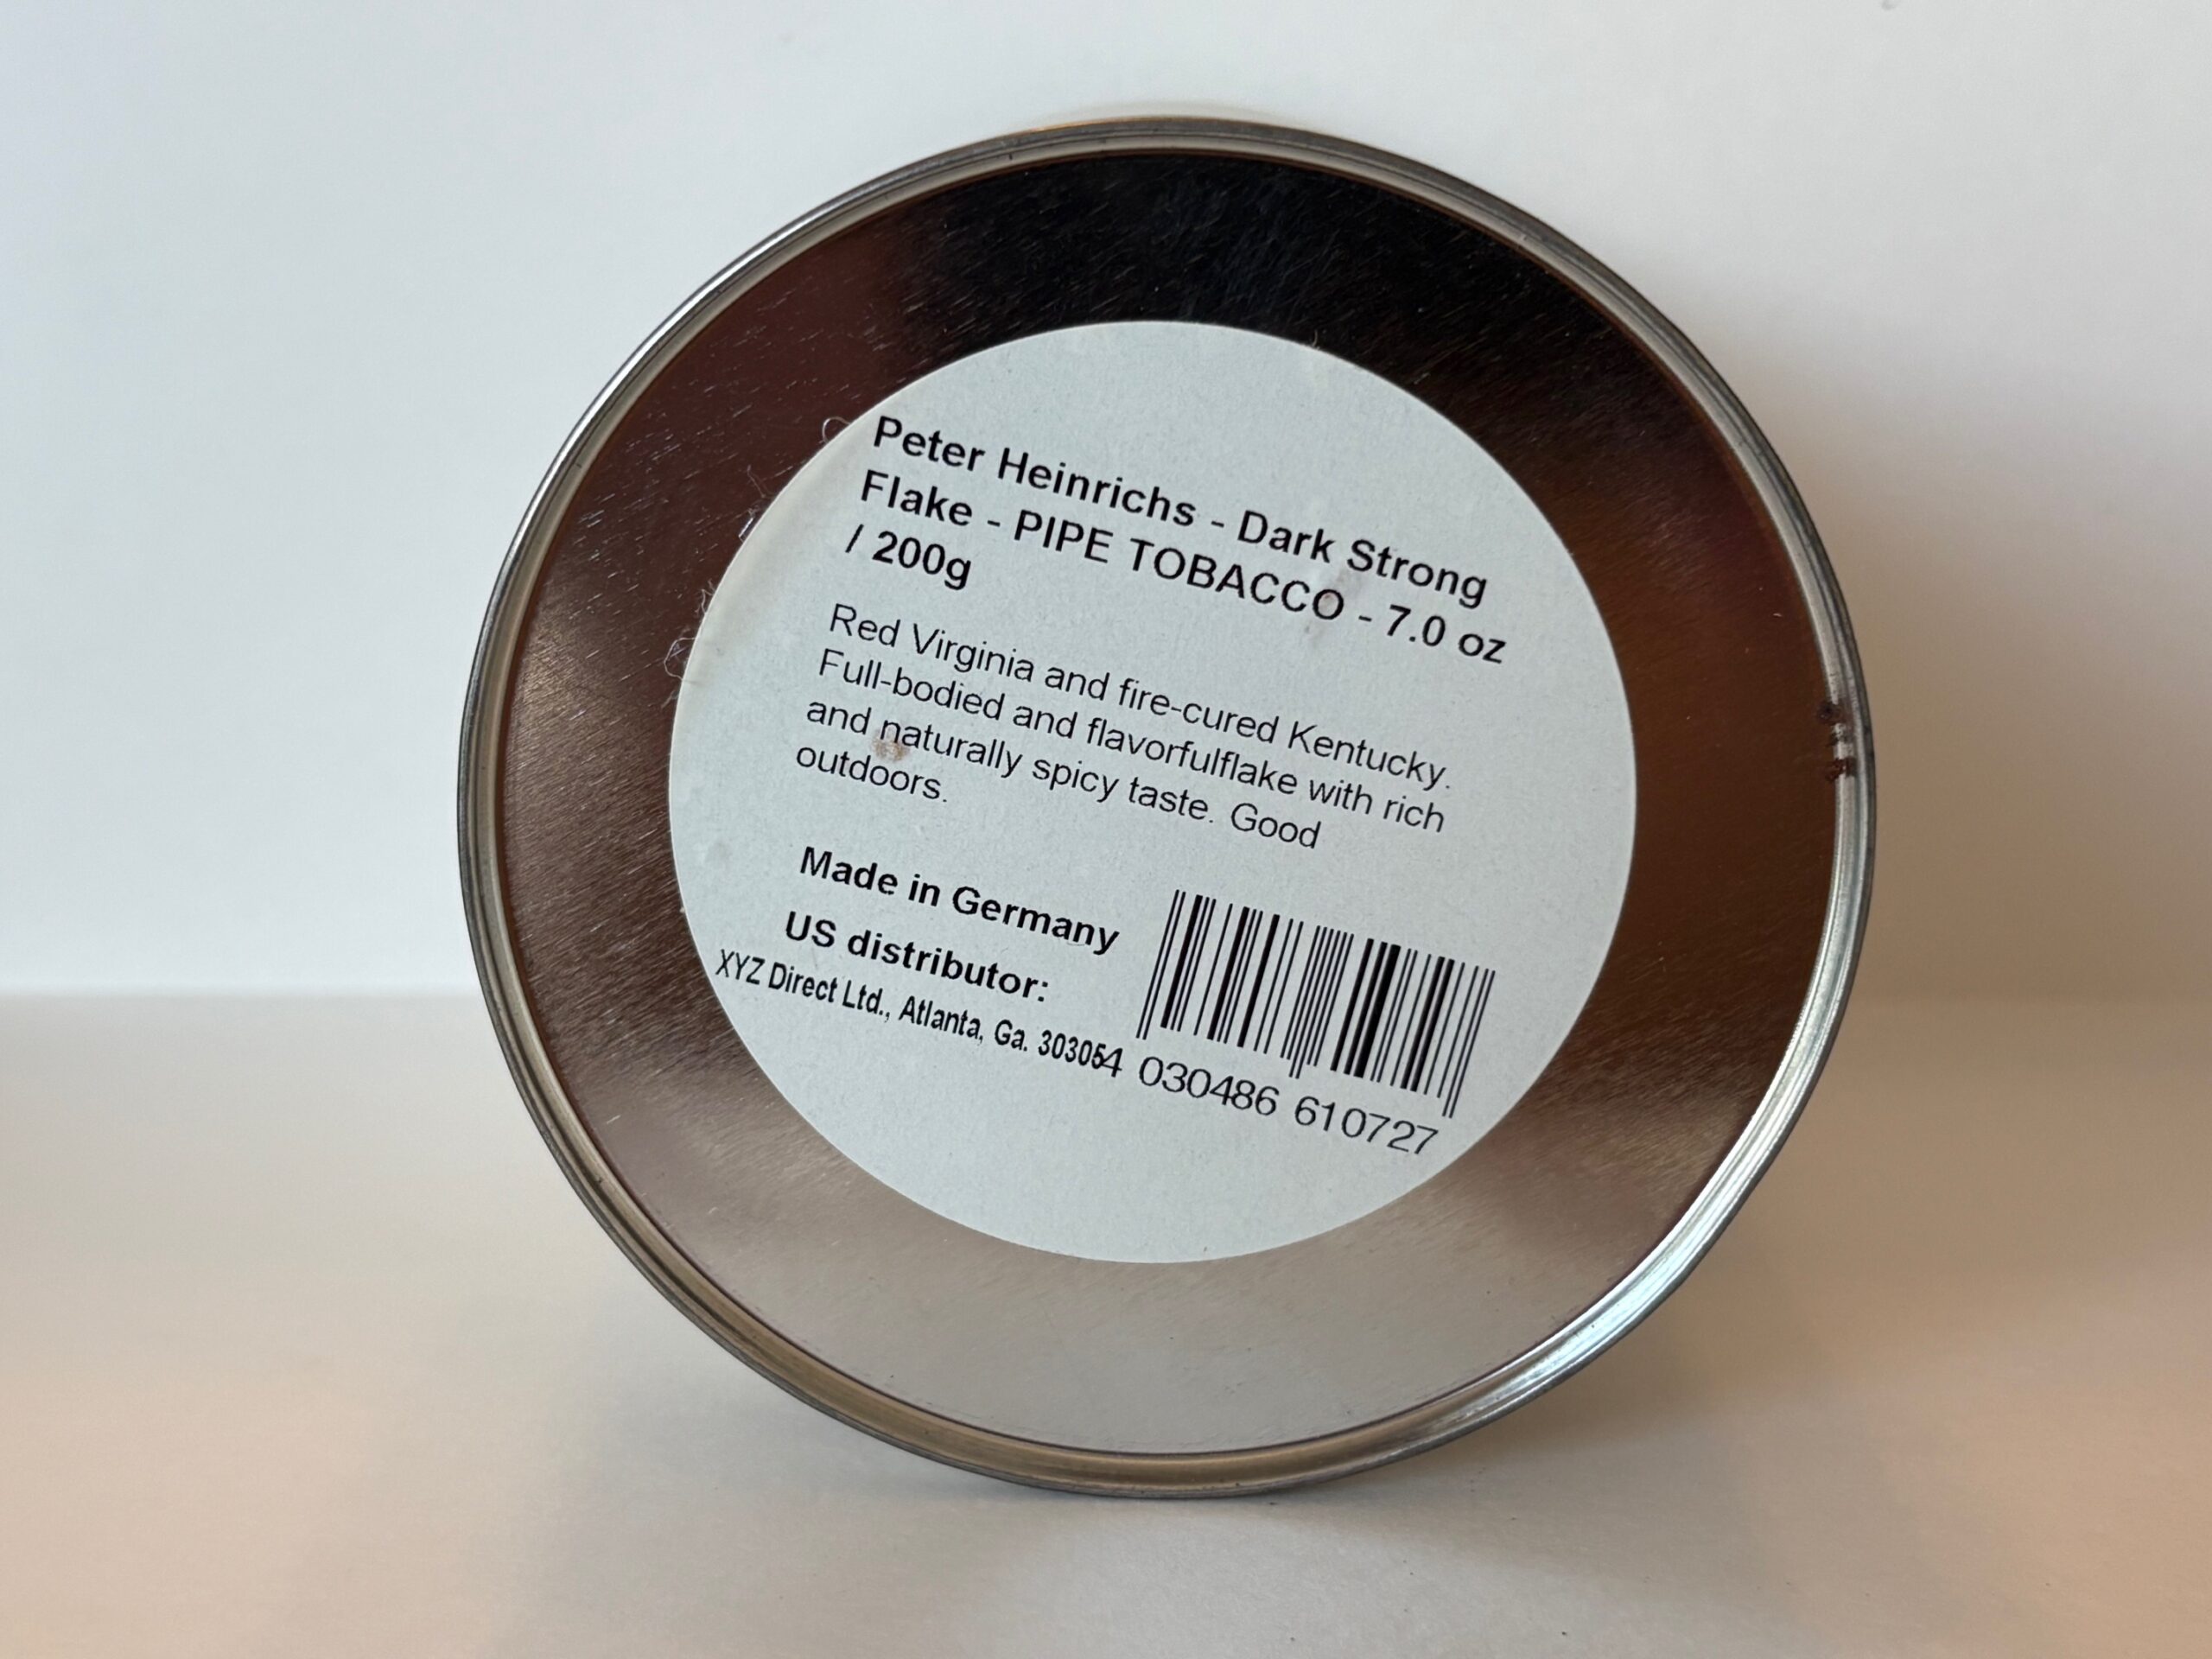 Peter Heinrichs - Dark Strong
Flake - PIPE TOBACCO - 7.0 oz
/ 200g
Red Virginia and fire-cured Kentucky.
Full-bodied and flavorfulflake with rich
and naturally spicy taste. Good
outdoors.
Made in Germany
US distributor:
XYZ Direct Ltd., Atlanta, Ga. 30305
4 030486 610727